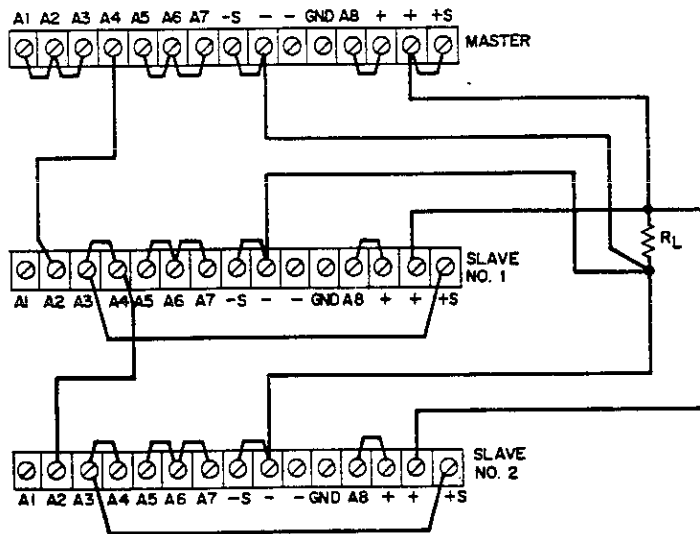 A1 A2 A3 A4 A5 A6 A7 -S - - GND A8 + + +S
MASTER
RL
SLAVE
NO. 1
A1 A2 A3 A4 A5 A6 A7 -S - - GND A8 + + +S
SLAVE
NO. 2
A1 A2 A3 A4 A5 A6 A7 -S - - GND A8 + + +S